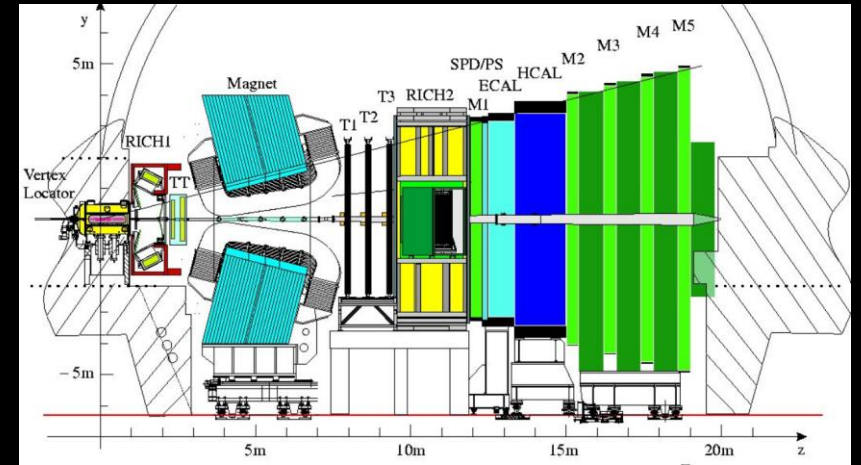 y
5m
M5
M4
M3
M2
HCAL
SPD/PS
ECAL
M1
Magnet
RICH2
T3
T2
T1
RICH1
TT
Vertex
Locator
– 5m
5m
10m
15m
20m
z